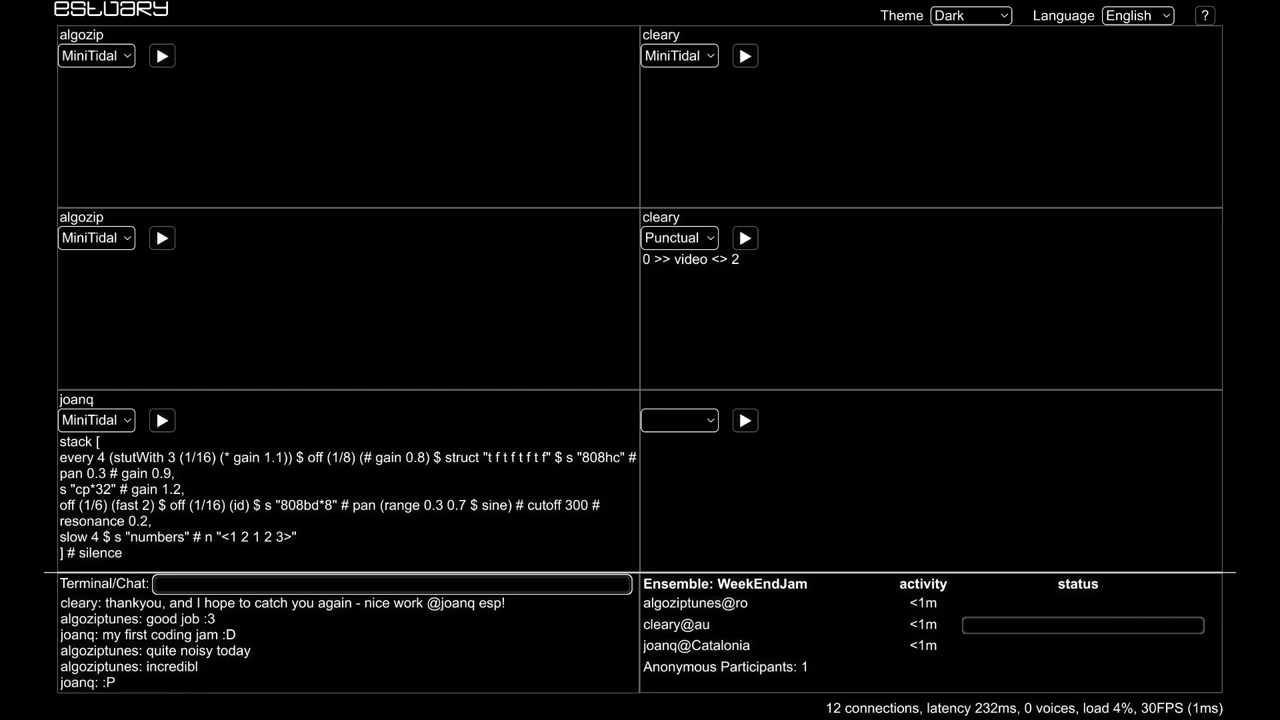 estuary
Theme Dark Language English ?
algozip
MiniTidal
cleary
MiniTidal
algozip
MiniTidal
cleary
Punctual
0 >> video <> 2
joanq
MiniTidal
stack [
every 4 (stutWith 3 (1/16) (* gain 1.1)) $ off (1/8) (# gain 0.8) $ struct "t f t f t f t f" $ s "808hc" #
pan 0.3 # gain 0.9,
s "cp*32" # gain 1.2,
off (1/6) (fast 2) $ off (1/16) (id) $ s "808bd*8" # pan (range 0.3 0.7 $ sine) # cutoff 300 #
resonance 0.2,
slow 4 $ s "numbers" # n "<1 2 1 2 3>"
] # silence
Terminal/Chat:
cleary: thankyou, and I hope to catch you again - nice work @joanq esp!
algoziptunes: good job :3
joanq: my first coding jam :D
algoziptunes: quite noisy today
algoziptunes: incredibl
joanq: :P
Ensemble: WeekEndJam activity status
algoziptunes@ro <1m
cleary@au <1m
joanq@Catalonia <1m
Anonymous Participants: 1
12 connections, latency 232ms, 0 voices, load 4%, 30FPS (1ms)